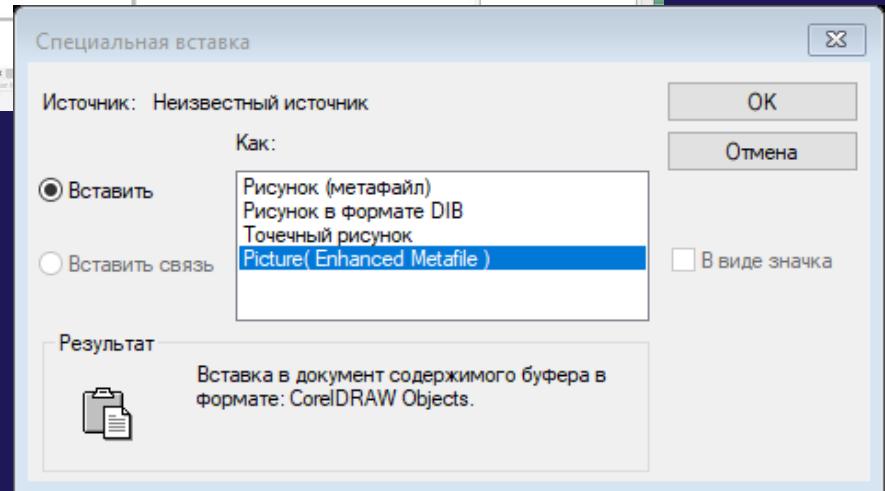 Специальная вставка
Источник: Неизвестный источник
OK
Как:
Отмена
Вставить
Рисунок (метафайл)
Рисунок в формате DIB
Точечный рисунок
Picture( Enhanced Metafile )
Вставить связь
В виде значка
Результат
Вставка в документ содержимого буфера в
формате: CorelDRAW Objects.